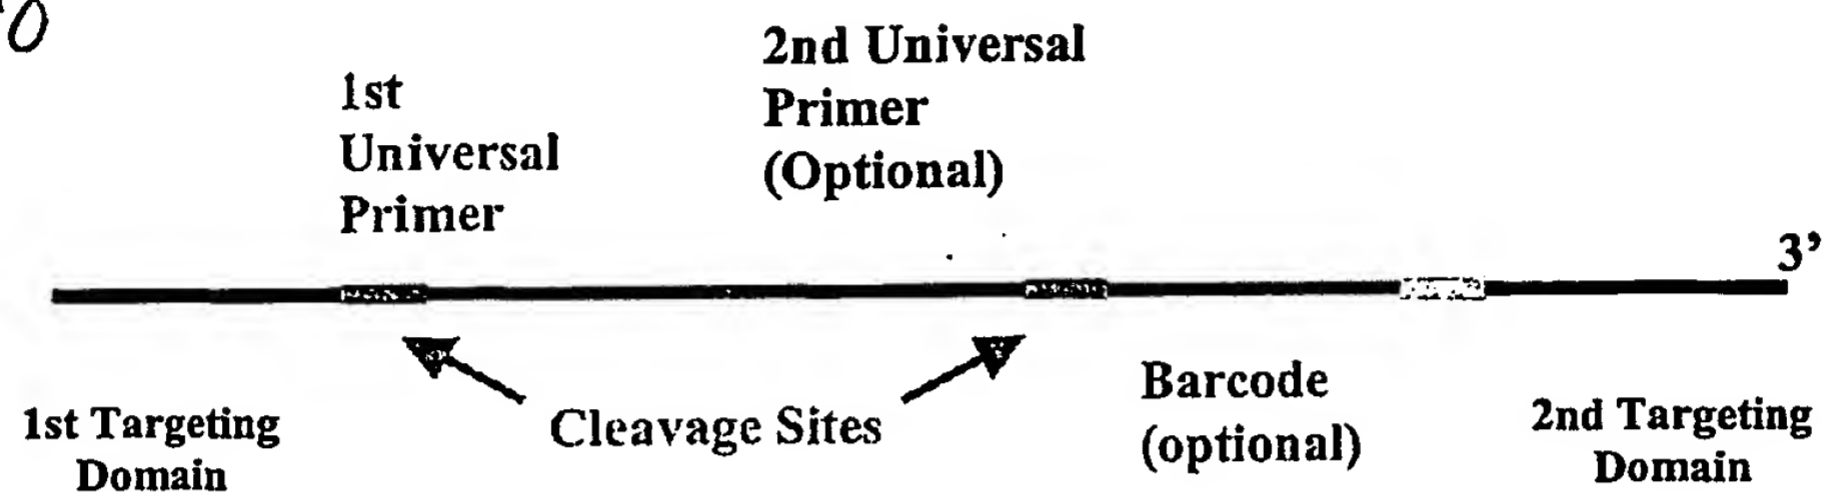 1st
Universal
Primer
2nd Universal
Primer
(Optional)
3’
1st Targeting
Domain
Cleavage Sites
Barcode
(optional)
2nd Targeting
Domain